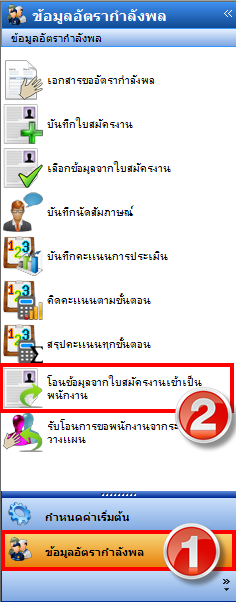 ข้อมูลอัตรากำลังพล
ข้อมูลอัตรากำลังพล
เอกสารขออัตรากำลังพล
บันทึกใบสมัครงาน
เลือกข้อมูลจากใบสมัครงาน
บันทึกนัดสัมภาษณ์
บันทึกคะแนนการประเมิน
คิดคะแนนตามขั้นตอน
สรุปคะแนนทุกขั้นตอน
โอนข้อมูลจากใบสมัครงานเข้าเป็น
พนักงาน
2
รับโอนการขอพนักงานจากระ
วางแผน
กำหนดค่าเริ่มต้น
ข้อมูลอัตรากำลังพล
1